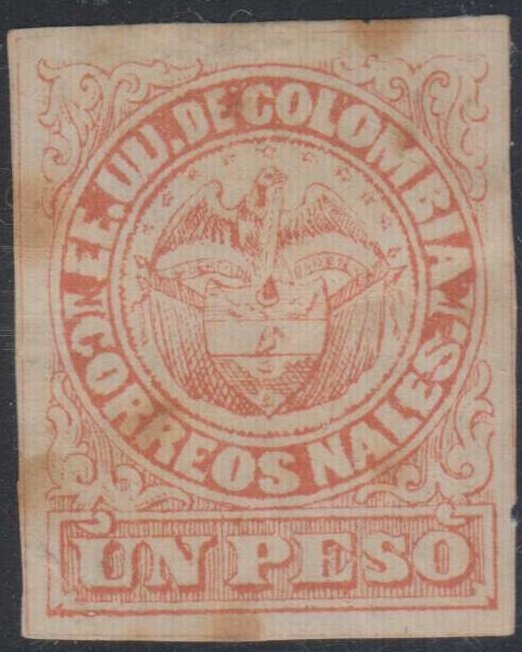 EE. UU. DE COLOMBIA
CORREOS NALES
UN PESO